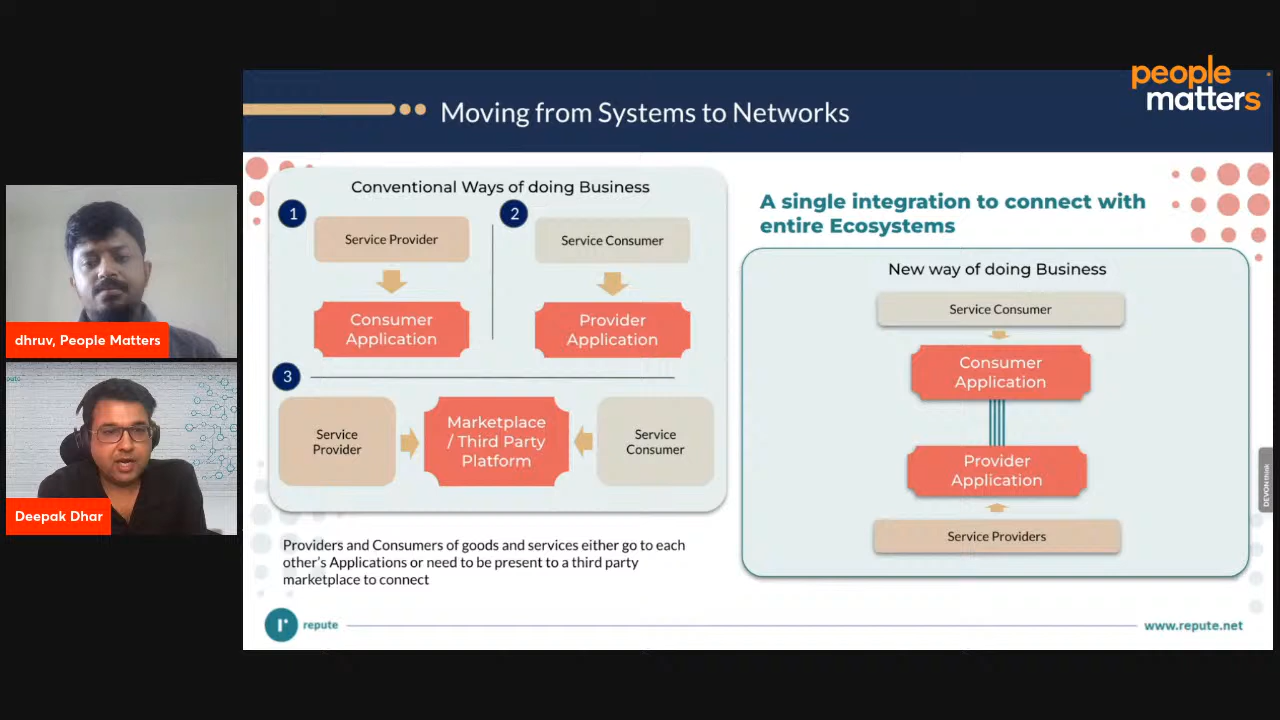 people
matters
Moving from Systems to Networks
Conventional Ways of doing Business
1
Service Provider
Consumer
Application
2
Service Consumer
Provider
Application
3
Service
Provider
Marketplace
/ Third Party
Platform
Service
Consumer
Providers and Consumers of goods and services either go to each
other's Applications or need to be present to a third party
marketplace to connect
A single integration to connect with
entire Ecosystems
New way of doing Business
Service Consumer
Consumer
Application
Provider
Application
Service Providers
r repute
www.repute.net
dhruv, People Matters
Deepak Dhar
DEVONthink